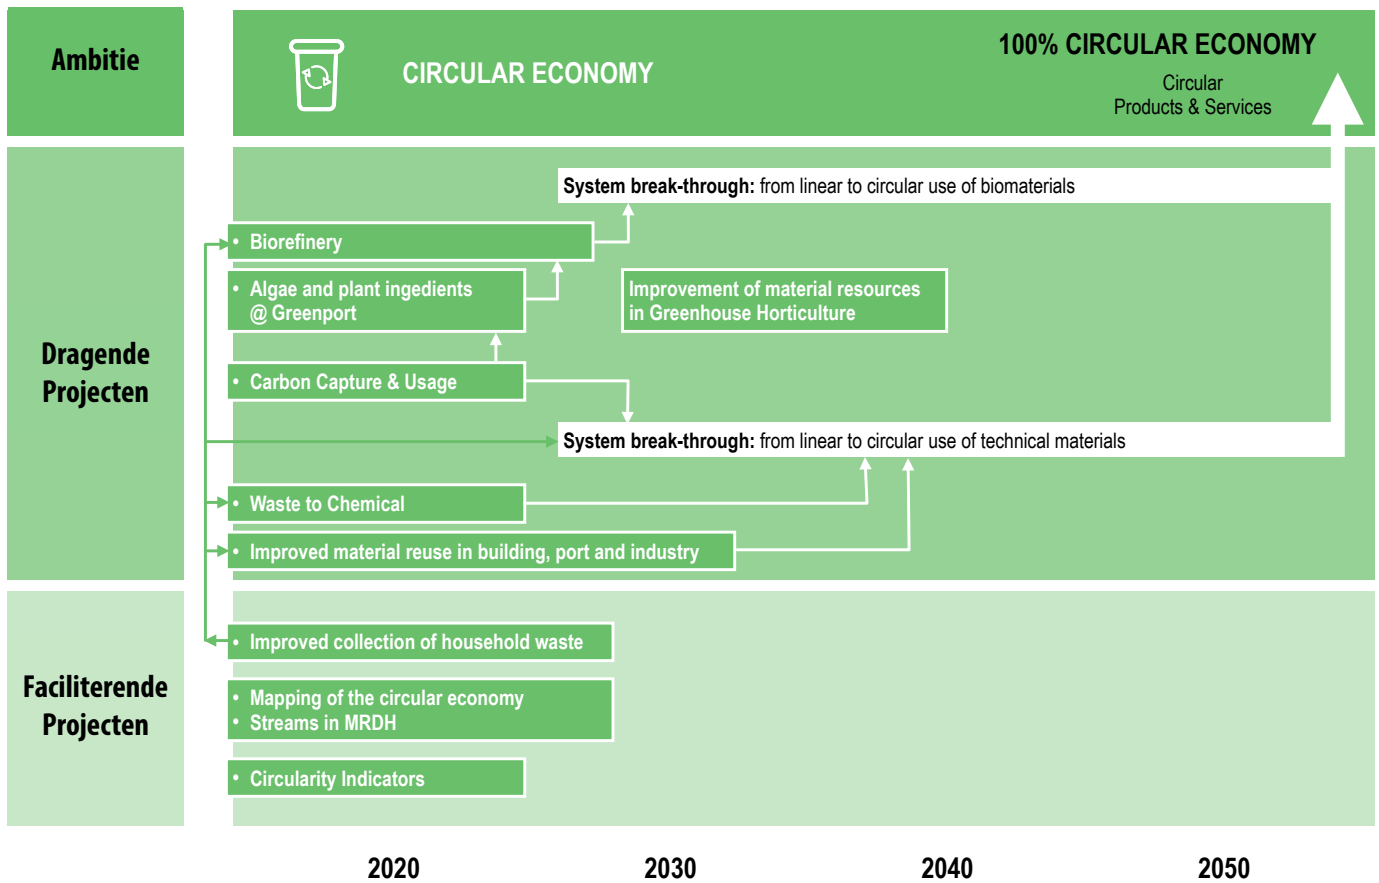 Ambitie
CIRCULAR ECONOMY
100% CIRCULAR ECONOMY
Circular
Products & Services
Dragende
Projecten
System break-through: from linear to circular use of biomaterials
• Biorefinery
• Algae and plant ingedients
@ Greenport
Improvement of material resources
in Greenhouse Horticulture
• Carbon Capture & Usage
System break-through: from linear to circular use of technical materials
• Waste to Chemical
• Improved material reuse in building, port and industry
Faciliterende
Projecten
• Improved collection of household waste
• Mapping of the circular economy
• Streams in MRDH
• Circularity Indicators
2020
2030
2040
2050